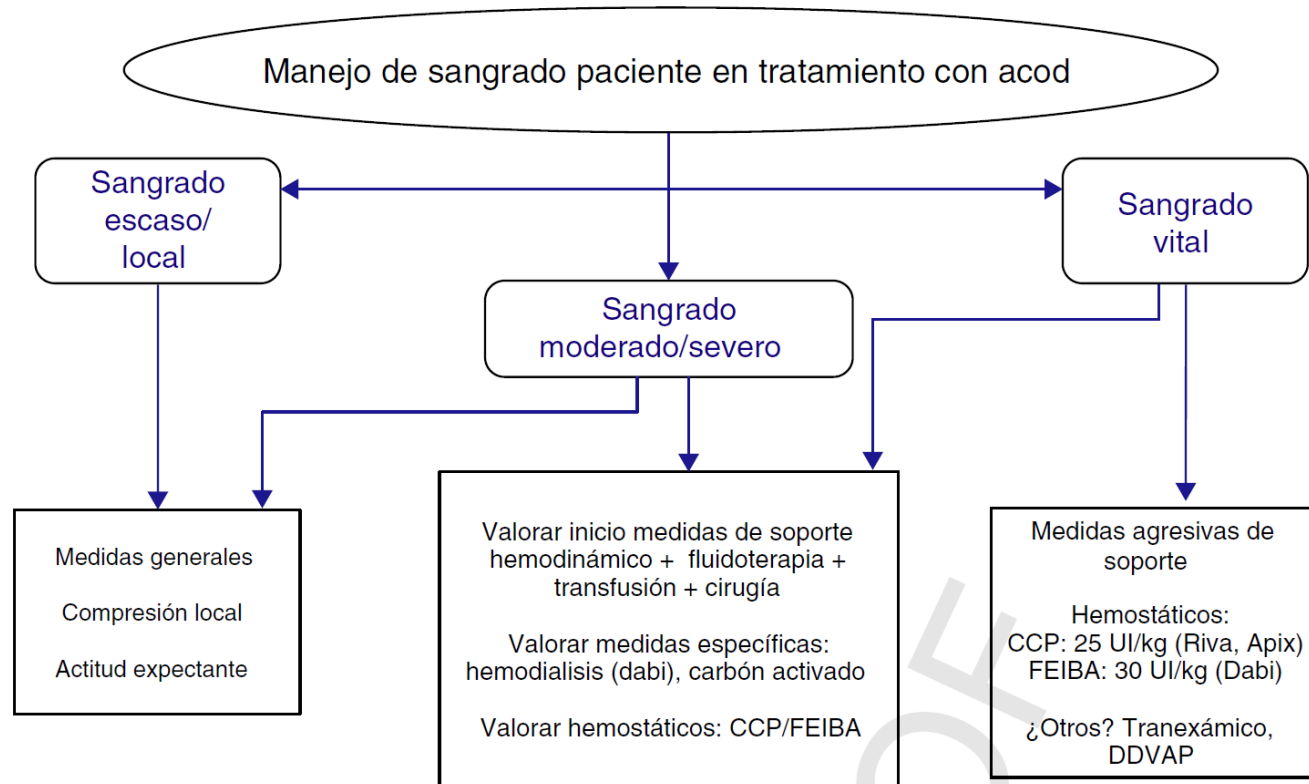 Manejo de sangrado paciente en tratamiento con acod
Sangrado
escaso/
local
Sangrado
moderado/severo
Sangrado
vital
Medidas generales
Compresión local
Actitud expectante
Valorar inicio medidas de soporte
hemodinámico + fluidoterapia +
transfusión + cirugía
Valorar medidas específicas:
hemodialisis (dabi), carbón activado
Valorar hemostáticos: CCP/FEIBA
Medidas agresivas de
soporte
Hemostáticos:
CCP: 25 UI/kg (Riva, Apix)
FEIBA: 30 UI/kg (Dabi)
¿Otros? Tranexámico,
DDVAP
OF